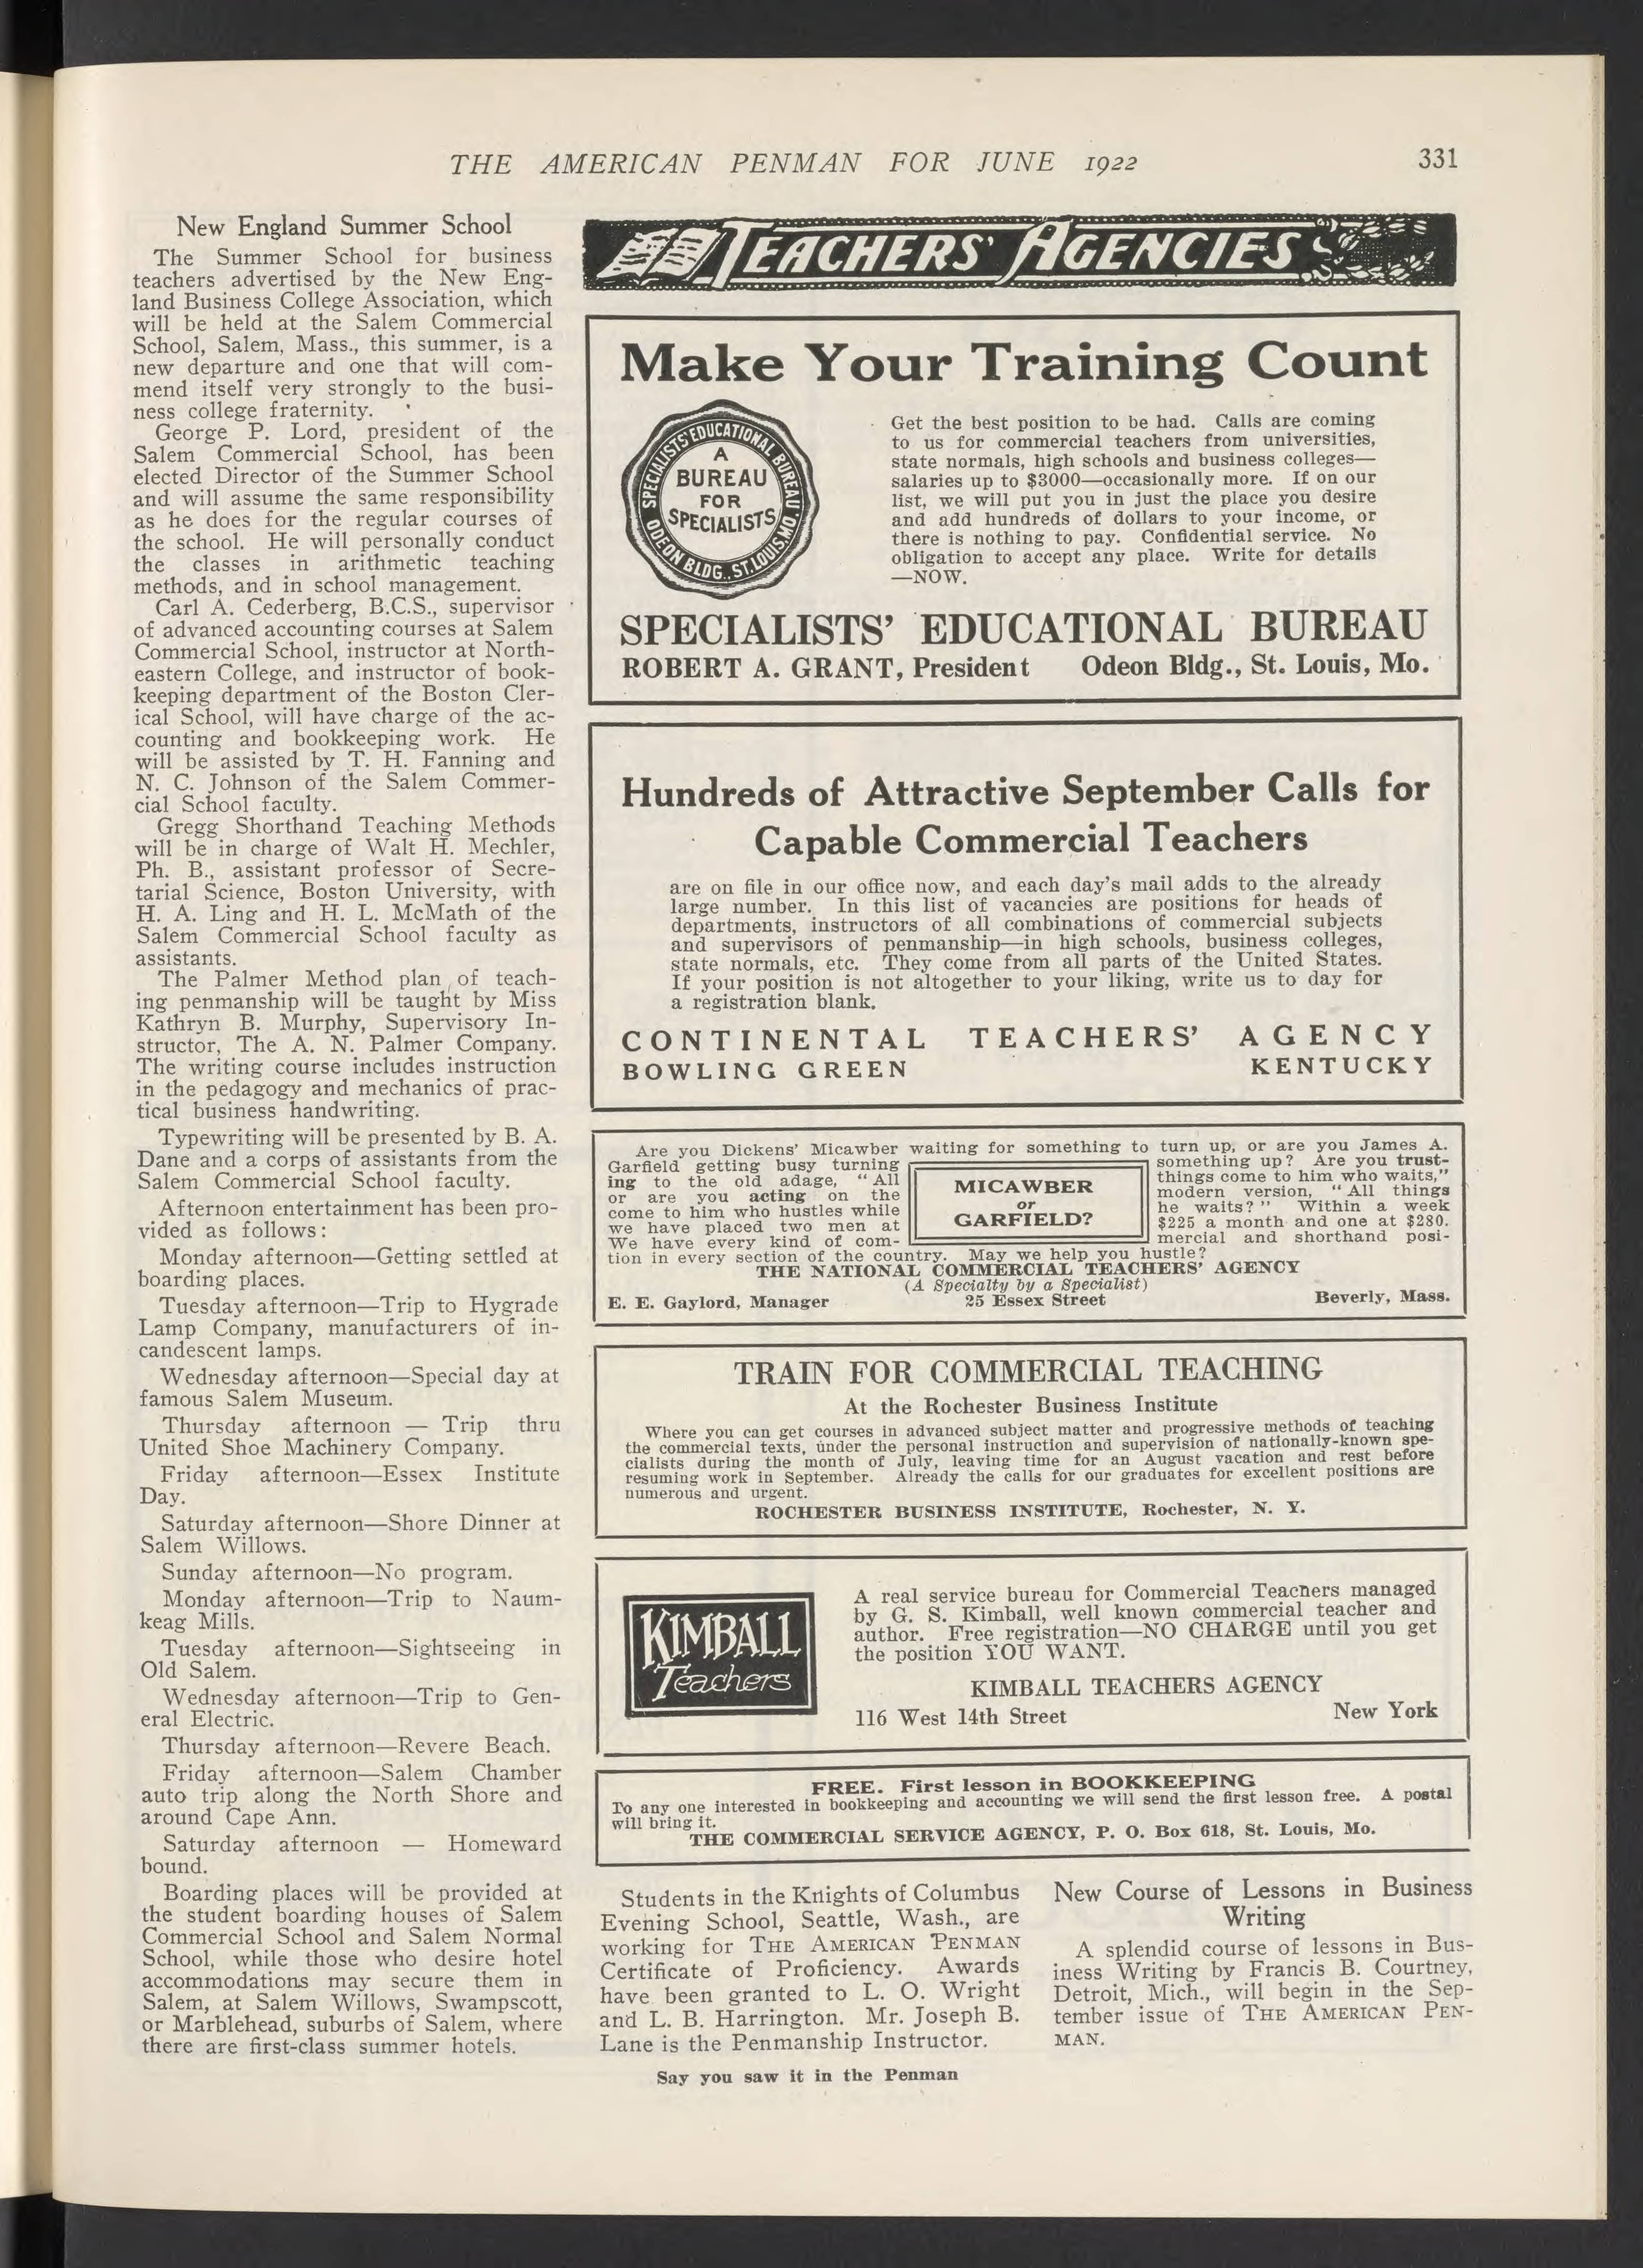 THE AMERICAN PENMAN FOR JUNE 1922
331
New England Summer School
The Summer School for business
teachers advertised by the New Eng-
land Business College Association, which
will be held at the Salem Commercial
School, Salem, Mass., this summer, is a
new departure and one that will com-
mend itself very strongly to the busi-
ness college fraternity.
George P. Lord, president of the
Salem Commercial School, has been
elected Director of the Summer School
and will assume the same responsibility
as he does for the regular courses of
the school. He will personally conduct
the classes in arithmetic teaching
methods, and in school management.
Carl A. Cederberg, B.C.S., supervisor
of advanced accounting courses at Salem
Commercial School, instructor at North-
eastern College, and instructor of book-
keeping department of the Boston Cler-
ical School, will have charge of the ac-
counting and bookkeeping work. He
will be assisted by T. H. Fanning and
N. C. Johnson of the Salem Commer-
cial School faculty.
Gregg Shorthand Teaching Methods
will be in charge of Walt H. Mechler,
Ph. B., assistant professor of Secre-
tarial Science, Boston University, with
H. A. Ling and H. L. McMath of the
Salem Commercial School faculty as
assistants.
The Palmer Method plan of teach-
ing penmanship will be taught by Miss
Kathryn B. Murphy, Supervisory In-
structor, The A. N. Palmer Company.
The writing course includes instruction
in the pedagogy and mechanics of prac-
tical business handwriting.
Typewriting will be presented by B. A.
Dane and a corps of assistants from the
Salem Commercial School faculty.
Afternoon entertainment has been pro-
vided as follows:
Monday afternoon—Getting settled at
boarding places.
Tuesday afternoon—Trip to Hygrade
Lamp Company, manufacturers of in-
candescent lamps.
Wednesday afternoon—Special day at
famous Salem Museum.
Thursday afternoon — Trip thru
United Shoe Machinery Company.
Friday afternoon—Essex Institute
Day.
Saturday afternoon—Shore Dinner at
Salem Willows.
Sunday afternoon—No program.
Monday afternoon—Trip to Naum-
keag Mills.
Tuesday afternoon—Sightseeing in
Old Salem.
Wednesday afternoon—Trip to Gen-
eral Electric.
Thursday afternoon—Revere Beach.
Friday afternoon—Salem Chamber
auto trip along the North Shore and
around Cape Ann.
Saturday afternoon — Homeward
bound.
Boarding places will be provided at
the student boarding houses of Salem
Commercial School and Salem Normal
School, while those who desire hotel
accommodations may secure them in
Salem, at Salem Willows, Swampscott,
or Marblehead, suburbs of Salem, where
there are first-class summer hotels.
TEACHERS' AGENCIES
Make Your Training Count
SPECIALISTS' EDUCATIONAL BUREAU
ODEON BLDG., ST. LOUIS, MO.
A
BUREAU
FOR
SPECIALISTS
Get the best position to be had. Calls are coming
to us for commercial teachers from universities,
state normals, high schools and business colleges—
salaries up to $3000—occasionally more. If on our
list, we will put you in just the place you desire
and add hundreds of dollars to your income, or
there is nothing to pay. Confidential service. No
obligation to accept any place. Write for details
—NOW.
SPECIALISTS' EDUCATIONAL BUREAU
ROBERT A. GRANT, President Odeon Bldg., St. Louis, Mo.
Hundreds of Attractive September Calls for
Capable Commercial Teachers
are on file in our office now, and each day's mail adds to the already
large number. In this list of vacancies are positions for heads of
departments, instructors of all combinations of commercial subjects
and supervisors of penmanship—in high schools, business colleges,
state normals, etc. They come from all parts of the United States.
If your position is not altogether to your liking, write us to day for
a registration blank.
CONTINENTAL TEACHERS' AGENCY
BOWLING GREEN KENTUCKY
Are you Dickens' Micawber waiting for something to turn up, or are you James A.
Garfield getting busy turning something up? Are you trust-
ing to the old adage, "All things come to him who waits,"
or are you acting on the modern version, "All things
come to him who hustles while he waits?" Within a week
we have placed two men at $225 a month and one at $280.
We have every kind of com- mercial and shorthand posi-
tion in every section of the country. May we help you hustle?
MICAWBER
or
GARFIELD?
THE NATIONAL COMMERCIAL TEACHERS' AGENCY
(A Specialty by a Specialist)
E. E. Gaylord, Manager 25 Essex Street Beverly, Mass.
TRAIN FOR COMMERCIAL TEACHING
At the Rochester Business Institute
Where you can get courses in advanced subject matter and progressive methods of teaching
the commercial texts, under the personal instruction and supervision of nationally-known spe-
cialists during the month of July, leaving time for an August vacation and rest before
resuming work in September. Already the calls for our graduates for excellent positions are
numerous and urgent.
ROCHESTER BUSINESS INSTITUTE, Rochester, N. Y.
KIMBALL
Teachers
A real service bureau for Commercial Teachers managed
by G. S. Kimball, well known commercial teacher and
author. Free registration—NO CHARGE until you get
the position YOU WANT.
KIMBALL TEACHERS AGENCY
116 West 14th Street New York
FREE. First lesson in BOOKKEEPING
To any one interested in bookkeeping and accounting we will send the first lesson free. A postal
will bring it.
THE COMMERCIAL SERVICE AGENCY, P. O. Box 618, St. Louis, Mo.
Students in the Knights of Columbus
Evening School, Seattle, Wash., are
working for THE AMERICAN PENMAN
Certificate of Proficiency. Awards
have been granted to L. O. Wright
and L. B. Harrington. Mr. Joseph B.
Lane is the Penmanship Instructor.
New Course of Lessons in Business
Writing
A splendid course of lessons in Bus-
iness Writing by Francis B. Courtney,
Detroit, Mich., will begin in the Sep-
tember issue of THE AMERICAN PEN-
MAN.
Say you saw it in the Penman